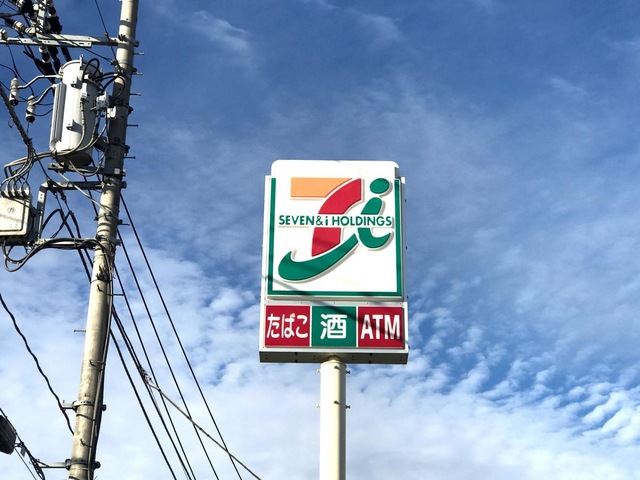 SEVEN&i HOLDINGS
たばこ 酒 ATM